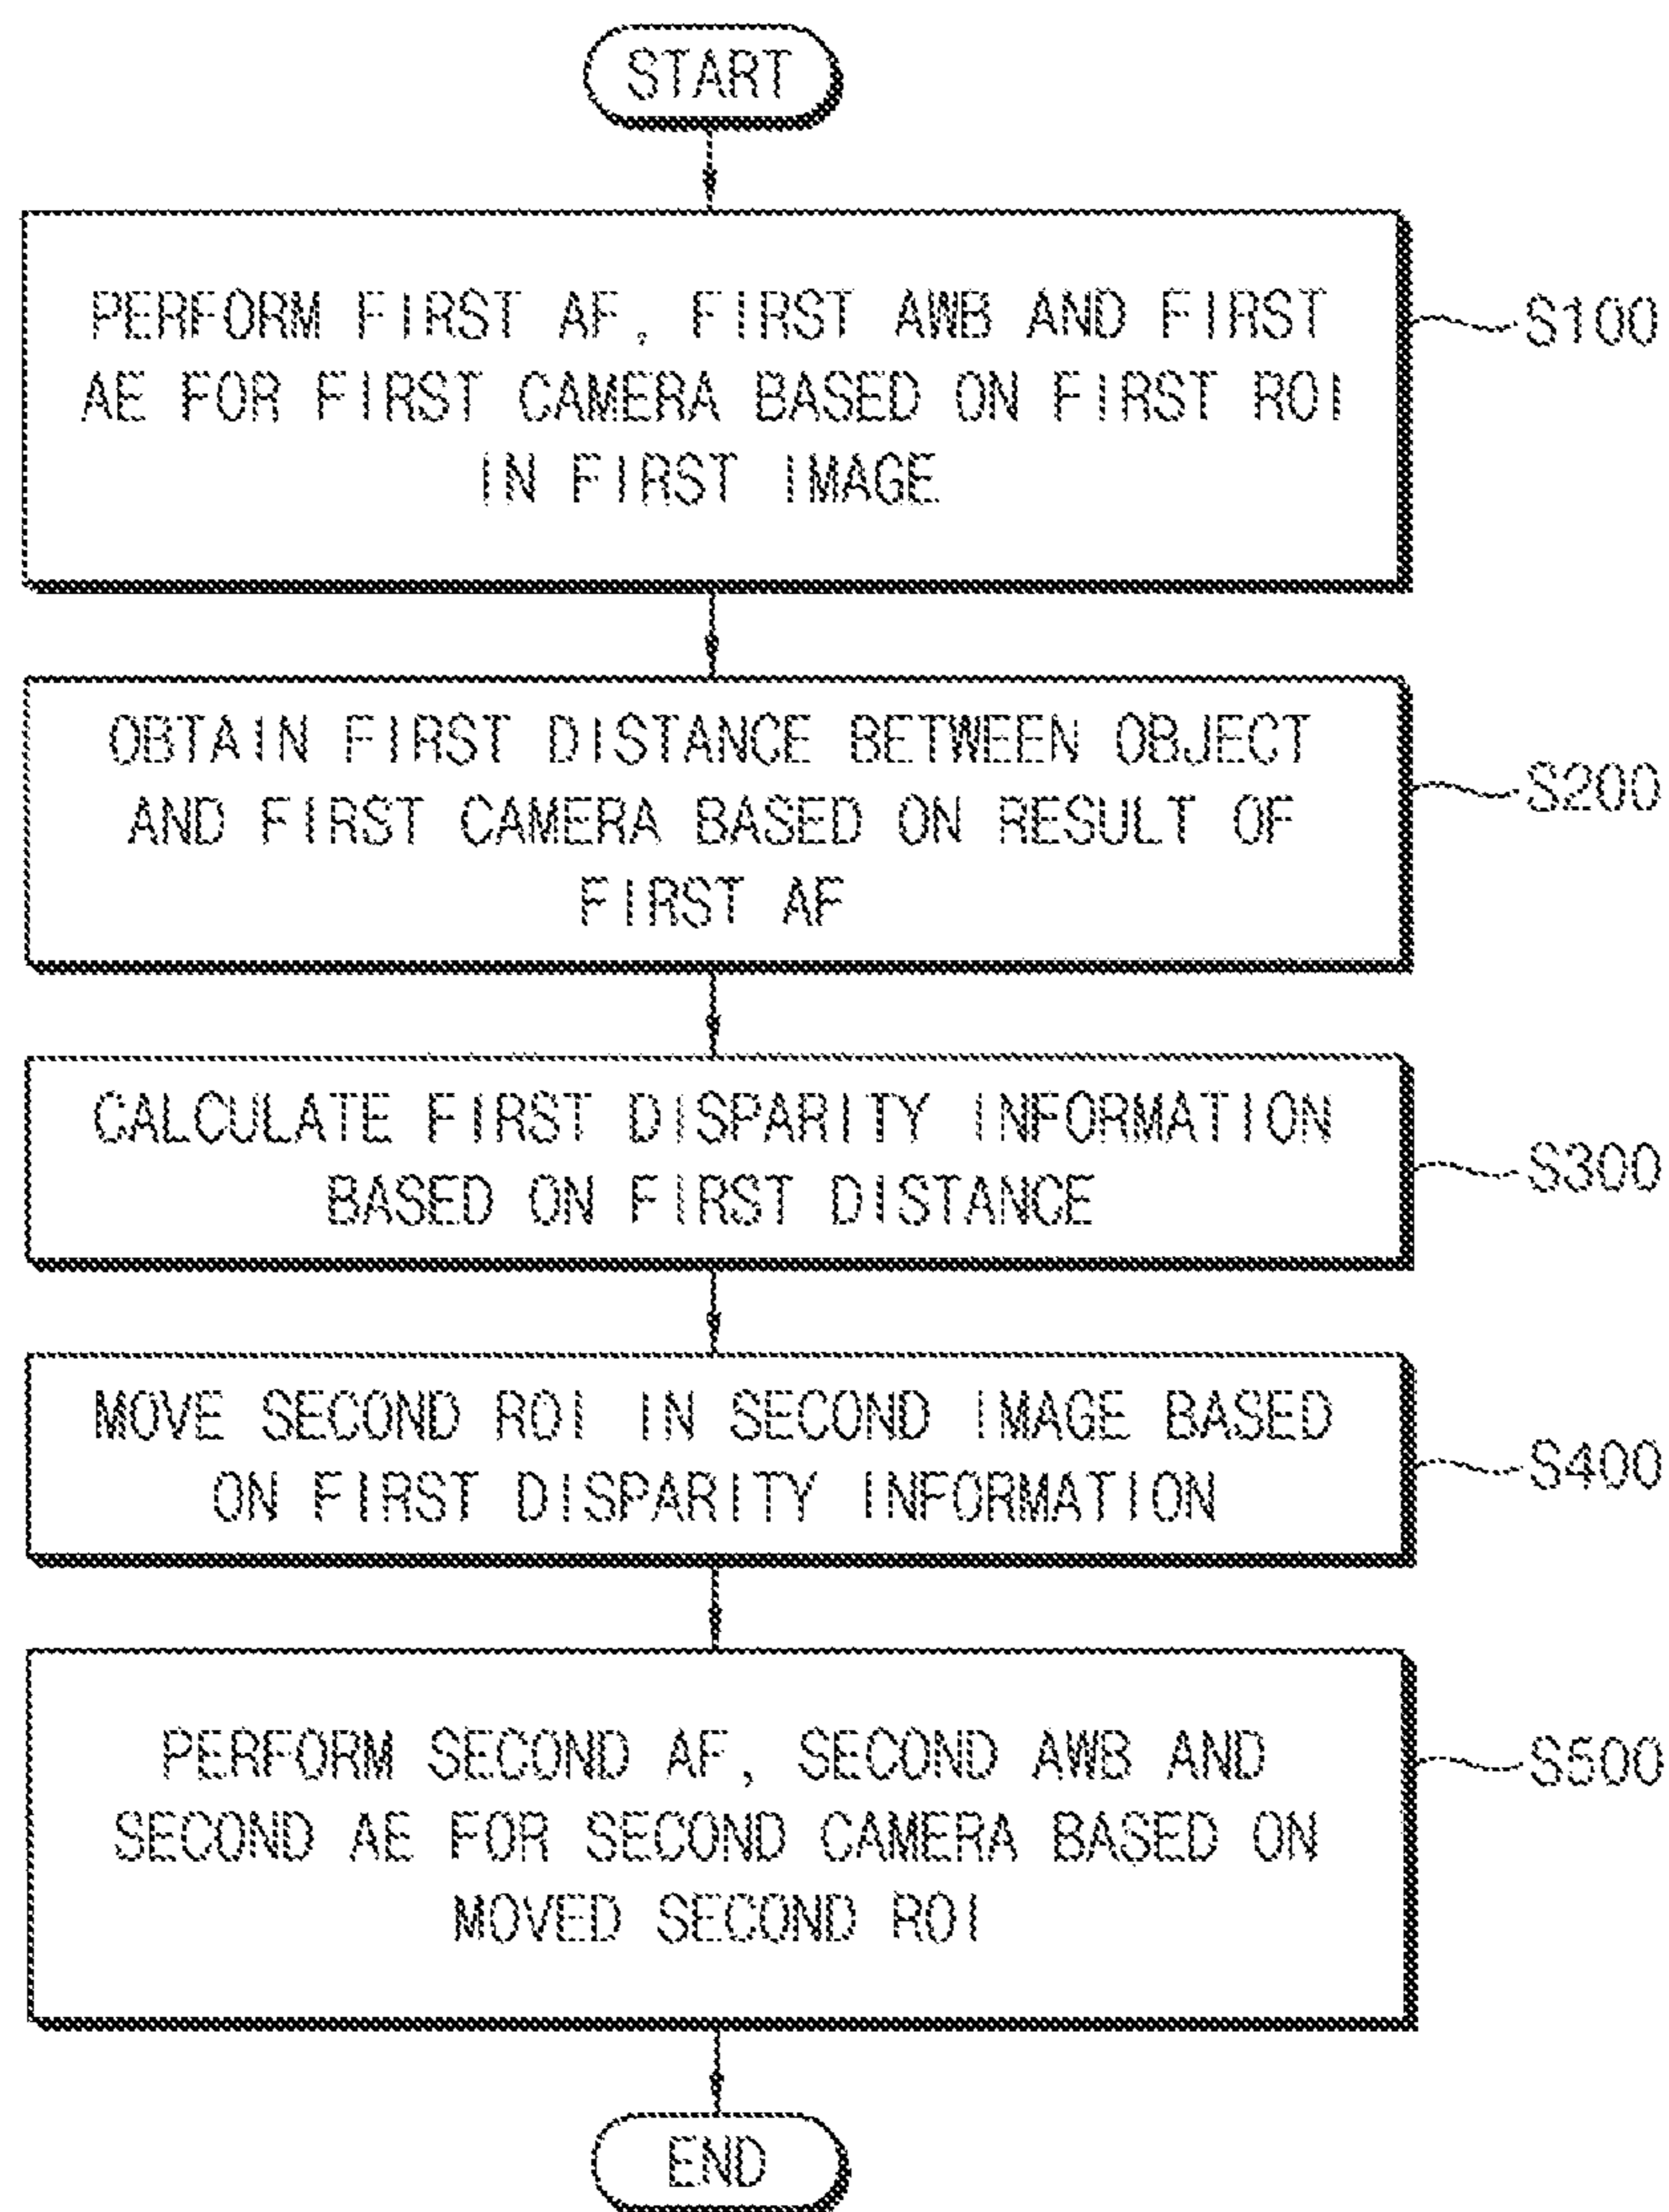 START
PERFORM FIRST AF, FIRST AWB AND FIRST
AE FOR FIRST CAMERA BASED ON FIRST ROI
IN FIRST IMAGE
S100
OBTAIN FIRST DISTANCE BETWEEN OBJECT
AND FIRST CAMERA BASED ON RESULT OF
FIRST AF
S200
CALCULATE FIRST DISPARITY INFORMATION
BASED ON FIRST DISTANCE
S300
MOVE SECOND ROI IN SECOND IMAGE BASED
ON FIRST DISPARITY INFORMATION
S400
PERFORM SECOND AF, SECOND AWB AND
SECOND AE FOR SECOND CAMERA BASED ON
MOVED SECOND ROI
S500
END